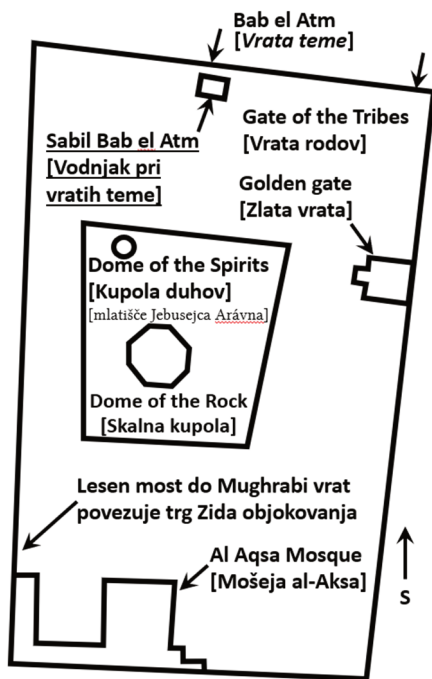 Bab el Atm
[Vrata teme]
Gate of the Tribes
[Vrata rodov]
Sabil Bab el Atm
[Vodnjak pri
vratih teme]
Golden gate
[Zlata vrata]
Dome of the Spirits
[Kupola duhov]
[mlatišče Jebusejca Arávna]
Dome of the Rock
[Skalna kupola]
Lesen most do Mughrabi vrat
povezuje trg Zida objokovanja
Al Aqsa Mosque
[Mošeja al-Aksa]
S